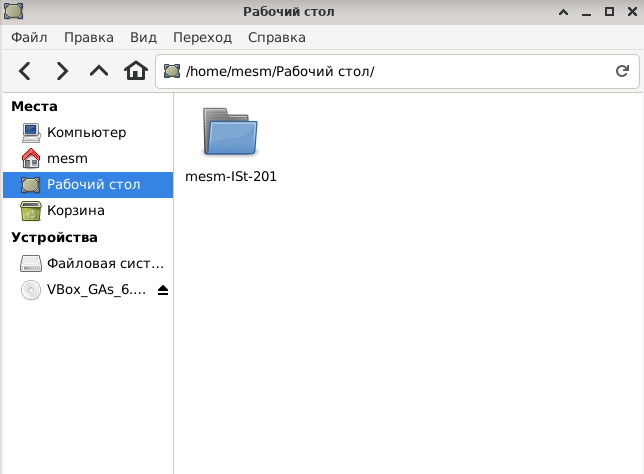 Рабочий стол
Файл Правка Вид Переход Справка
/home/mesm/Рабочий стол/
Места
Компьютер
mesm
Рабочий стол
Корзина
Устройства
Файловая сист...
VBox_GAs_6....
mesm-ISt-201